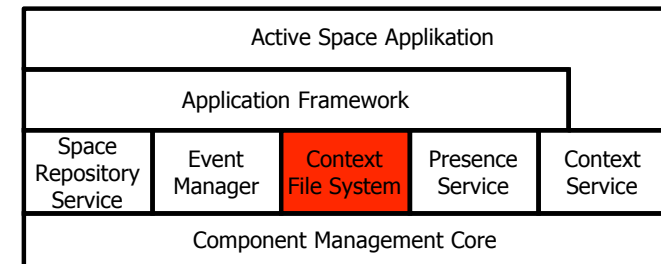 Active Space Applikation
Application Framework
Space
Repository
Service
Event
Manager
Context
File System
Presence
Service
Context
Service
Component Management Core